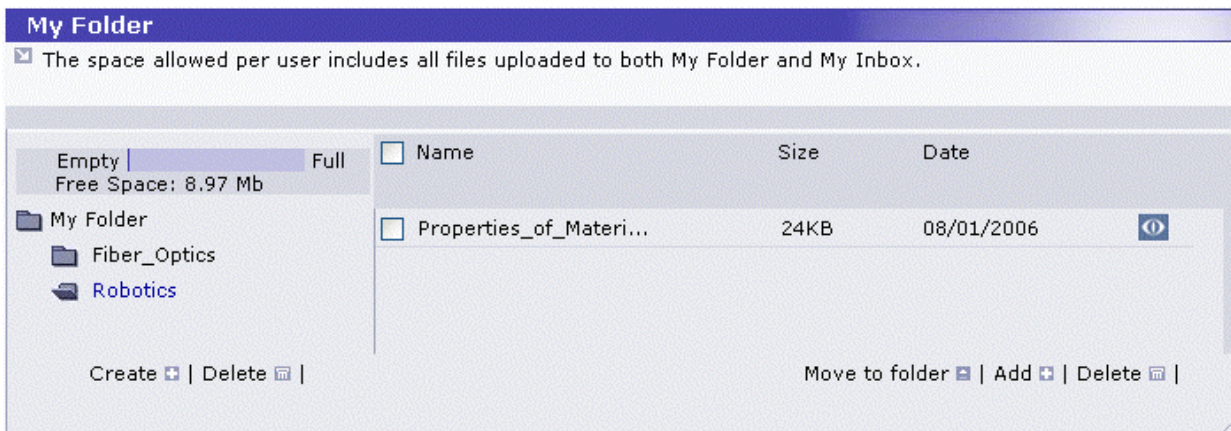 My Folder
The space allowed per user includes all files uploaded to both My Folder and My Inbox.
Empty Full
Free Space: 8.97 Mb
My Folder
Fiber_Optics
Robotics
Create | Delete |
Name Size Date
Properties_of_Materi... 24KB 08/01/2006
Move to folder | Add | Delete |